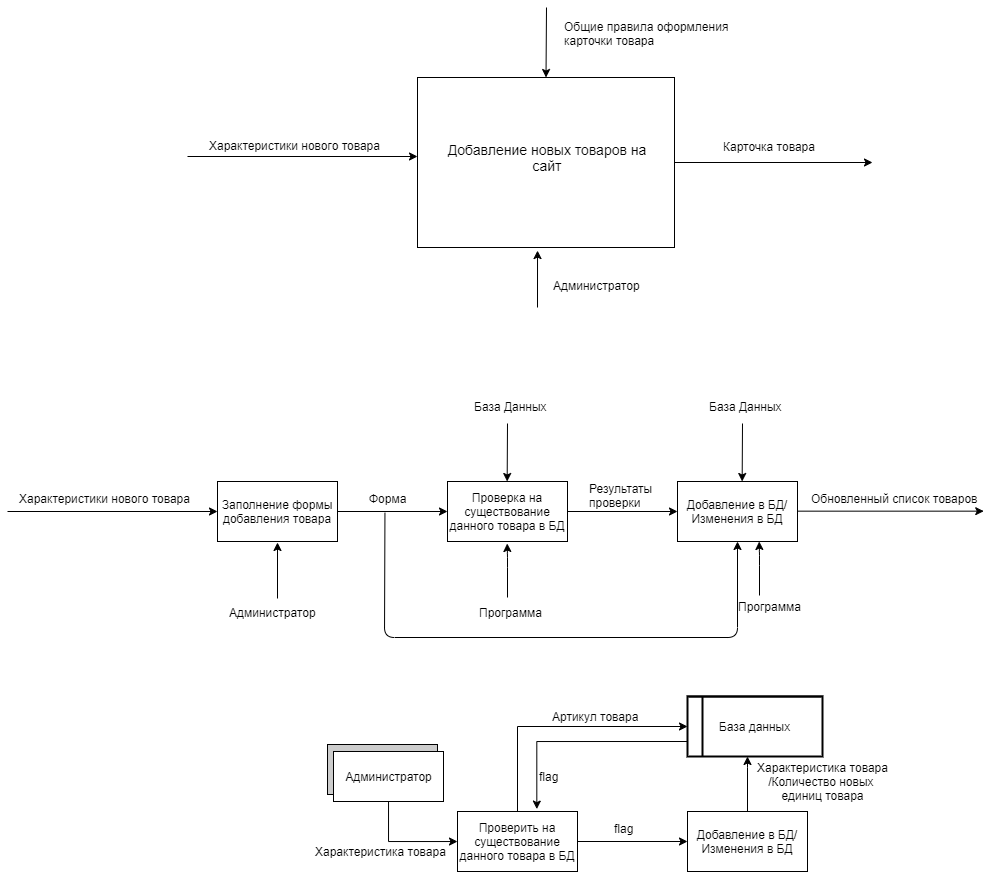 Общие правила оформления
карточки товара
Характеристики нового товара
Добавление новых товаров на
сайт
Карточка товара
Администратор
База Данных
База Данных
Характеристики нового товара
Заполнение формы
добавления товара
Форма
Проверка на
существование
данного товара в БД
Результаты
проверки
Добавление в БД/
Изменения в БД
Обновленный список товаров
Администратор
Программа
Программа
Артикул товара
База данных
Администратор
flag
Характеристика товара
/Количество новых
единиц товара
Характеристика товара
Проверить на
существование
данного товара в БД
flag
Добавление в БД/
Изменения в БД